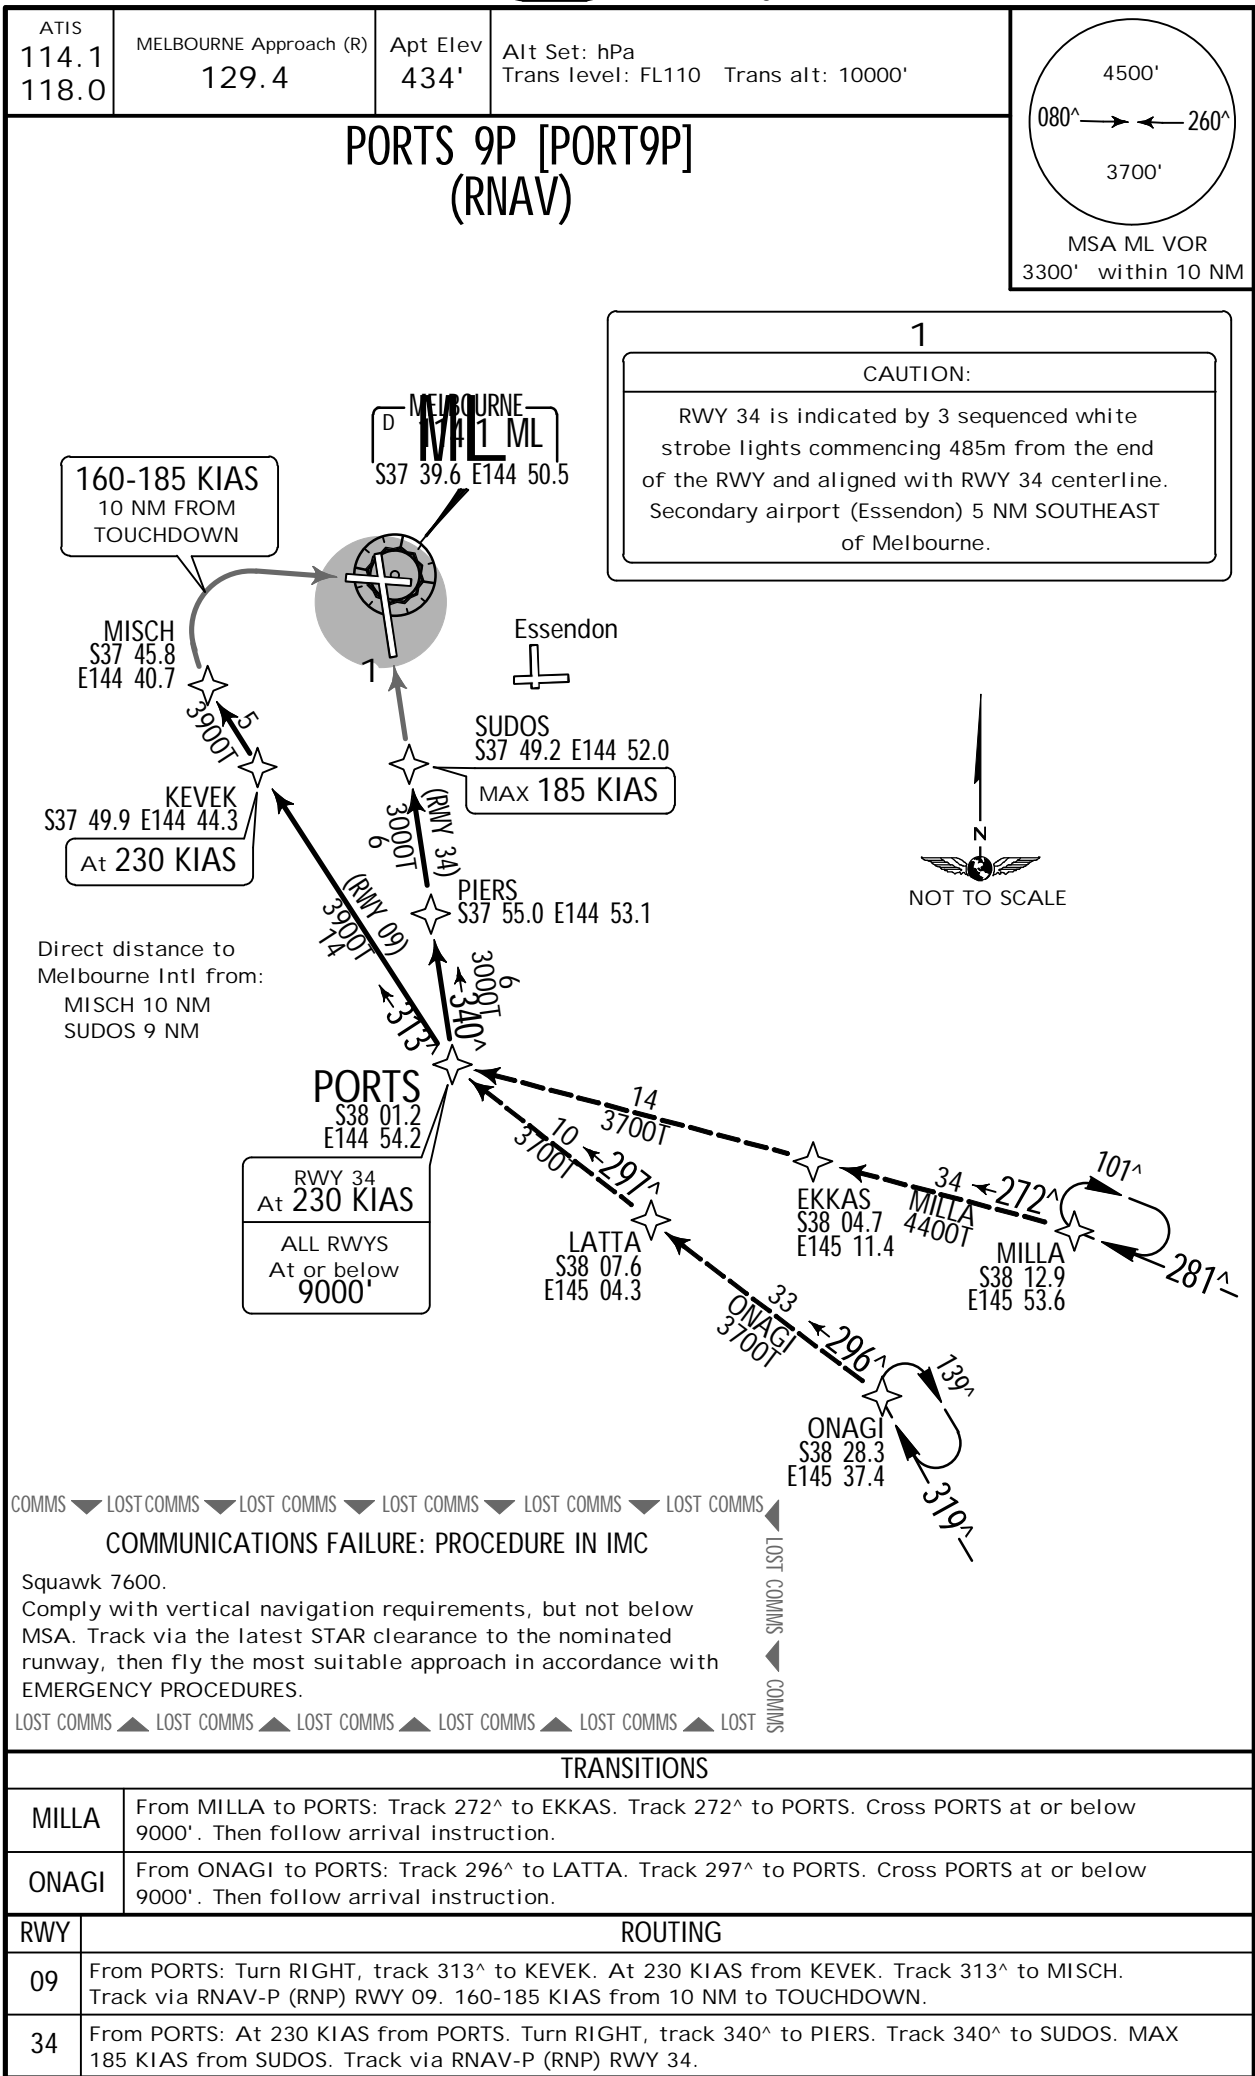 ATIS
114.1
118.0
MELBOURNE Approach (R)
129.4
Apt Elev
434'
Alt Set: hPa
Trans level: FL110 Trans alt: 10000'
4500'
080^
260^
3700'
MSA ML VOR
3300' within 10 NM
PORTS 9P [PORT9P]
(RNAV)
1
CAUTION:
RWY 34 is indicated by 3 sequenced white
strobe lights commencing 485m from the end
of the RWY and aligned with RWY 34 centerline.
Secondary airport (Essendon) 5 NM SOUTHEAST
of Melbourne.
MELBOURNE
D 114.1 ML
ML
S37 39.6 E144 50.5
160-185 KIAS
10 NM FROM
TOUCHDOWN
MISCH
S37 45.8
E144 40.7
Essendon
1
5
3900T
SUDOS
S37 49.2 E144 52.0
MAX 185 KIAS
KEVEK
S37 49.9 E144 44.3
At 230 KIAS
(RWY 34)
3000T
6
N
NOT TO SCALE
PIERS
S37 55.0 E144 53.1
(RWY 09)
3900T
14
Direct distance to
Melbourne Intl from:
MISCH 10 NM
SUDOS 9 NM
6
3000T
340^
313^
PORTS
S38 01.2
E144 54.2
RWY 34
At 230 KIAS
ALL RWYS
At or below
9000'
14
3700T
10
3700T
297^
EKKAS
S38 04.7
E145 11.4
34
MILLA
4400T
272^
101^
MILLA
S38 12.9
E145 53.6
281^
LATTA
S38 07.6
E145 04.3
33
ONAGI
3700T
296^
139^
ONAGI
S38 28.3
E145 37.4
319^
COMMS LOST COMMS LOST COMMS LOST COMMS LOST COMMS LOST COMMS
LOST COMMS
COMMS
COMMUNICATIONS FAILURE: PROCEDURE IN IMC
Squawk 7600.
Comply with vertical navigation requirements, but not below
MSA. Track via the latest STAR clearance to the nominated
runway, then fly the most suitable approach in accordance with
EMERGENCY PROCEDURES.
LOST COMMS LOST COMMS LOST COMMS LOST COMMS LOST COMMS LOST
TRANSITIONS
MILLA
From MILLA to PORTS: Track 272^ to EKKAS. Track 272^ to PORTS. Cross PORTS at or below
9000'. Then follow arrival instruction.
ONAGI
From ONAGI to PORTS: Track 296^ to LATTA. Track 297^ to PORTS. Cross PORTS at or below
9000'. Then follow arrival instruction.
RWY
ROUTING
09
From PORTS: Turn RIGHT, track 313^ to KEVEK. At 230 KIAS from KEVEK. Track 313^ to MISCH.
Track via RNAV-P (RNP) RWY 09. 160-185 KIAS from 10 NM to TOUCHDOWN.
34
From PORTS: At 230 KIAS from PORTS. Turn RIGHT, track 340^ to PIERS. Track 340^ to SUDOS. MAX
185 KIAS from SUDOS. Track via RNAV-P (RNP) RWY 34.